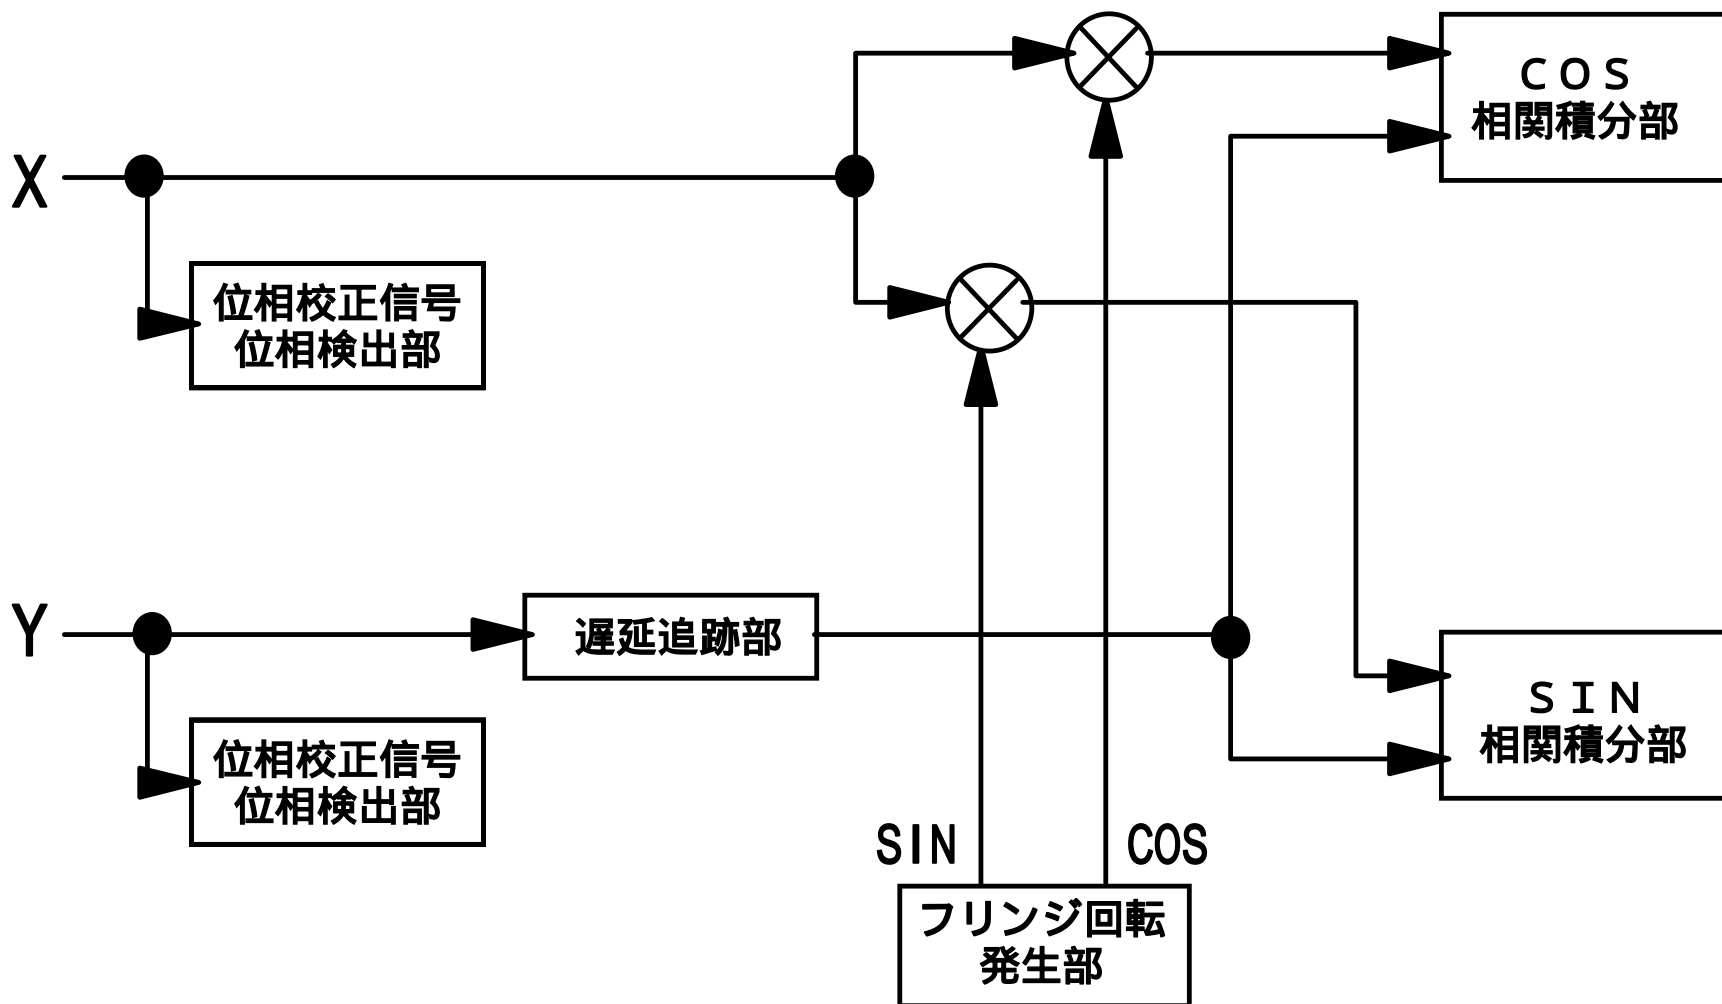 ＣＯＳ
相関積分部
X
位相校正信号
位相検出部
Y
遅延追跡部
ＳＩＮ
相関積分部
位相校正信号
位相検出部
SIN
COS
フリンジ回転
発生部